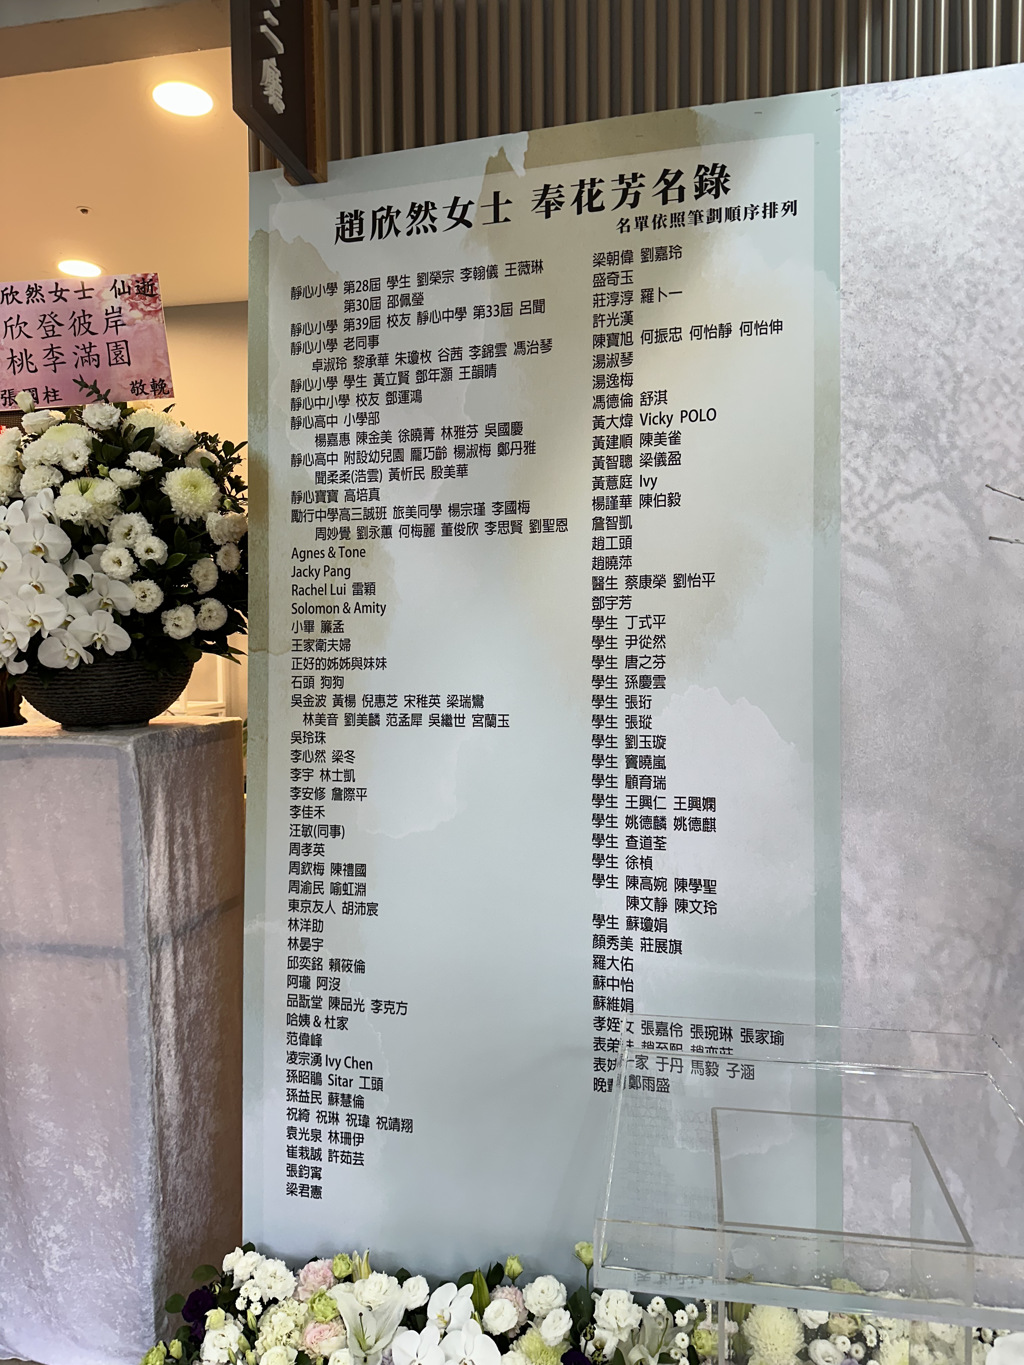 二廳
欣然女士 仙逝
欣登彼岸
桃李滿園
張國柱 敬輓
趙欣然女士 奉花芳名錄
名單依照筆劃順序排列
靜心小學 第28屆 學生 劉榮宗 李翰儀 王薇琳
第30屆 邵佩瑩
靜心小學 第39屆 校友 靜心中學 第33屆 呂聞
靜心小學 老同事
卓淑玲 黎承華 朱瓊枚 谷茜 李錦雲 馮治琴
靜心小學 學生 黃立賢 鄧年灝 王韻晴
靜心中小學 校友 鄧運鴻
靜心高中 小學部
楊嘉惠 陳金美 徐曉菁 林雅芬 吳國慶
靜心高中 附設幼兒園 龎巧齡 楊淑梅 鄭丹雅
聞柔柔(浩雲) 黃忻民 殷美華
靜心寶寶 高培真
勵行中學高三誠班 旅美同學 楊宗瑾 李國梅
周妙覺 劉永蕙 何梅麗 董俊欣 李思賢 劉聖恩
Agnes & Tone
Jacky Pang
Rachel Lui 雷穎
Solomon & Amity
小畢 簾孟
王家衛夫婦
正好的姊姊與妹妹
石頭 狗狗
吳金波 黃楊 倪惠芝 宋稚英 梁瑞鸞
林美音 劉美麟 范孟犀 吳繼世 宮蘭玉
吳玲珠
李心然 梁冬
李宇 林士凱
李安修 詹際平
李佳禾
汪敏(同事)
周孝英
周欽梅 陳禮國
周渝民 喻虹淵
東京友人 胡沛宸
林洋助
林晏宇
邱奕銘 賴筱倫
阿瓏 阿沒
品翫堂 陳品光 李克方
哈姨 & 杜家
范偉峰
凌宗湧 Ivy Chen
孫昭鵑 Sitar 工頭
孫益民 蘇慧倫
祝綺 祝琳 祝瑋 祝靖翔
袁光泉 林珊伊
崔栽誠 許茹芸
張鈞甯
梁君憲
梁朝偉 劉嘉玲
盛奇玉
莊淳淳 羅卜一
許光漢
陳寶旭 何振忠 何怡靜 何怡伸
湯淑琴
湯逸梅
馮德倫 舒淇
黃大煒 Vicky POLO
黃建順 陳美雀
黃智聰 梁儀盈
黃薏庭 Ivy
楊謹華 陳伯毅
詹智凱
趙工頭
趙曉萍
醫生 蔡康榮 劉怡平
鄧宇芳
學生 丁式平
學生 尹從然
學生 唐之芬
學生 孫慶雲
學生 張珩
學生 張瑽
學生 劉玉璇
學生 竇曉嵐
學生 顧育瑞
學生 王興仁 王興嫻
學生 姚德麟 姚德麒
學生 查道荃
學生 徐楨
學生 陳高婉 陳學聖
陳文靜 陳文玲
學生 蘇瓊娟
顏秀美 莊展旗
羅大佑
蘇中怡
蘇維娟
孝姪女 張嘉伶 張琬琳 張家瑜
表弟妹 趙至熙 趙亦莊
一家 于丹 馬毅 子涵
鄭雨盛